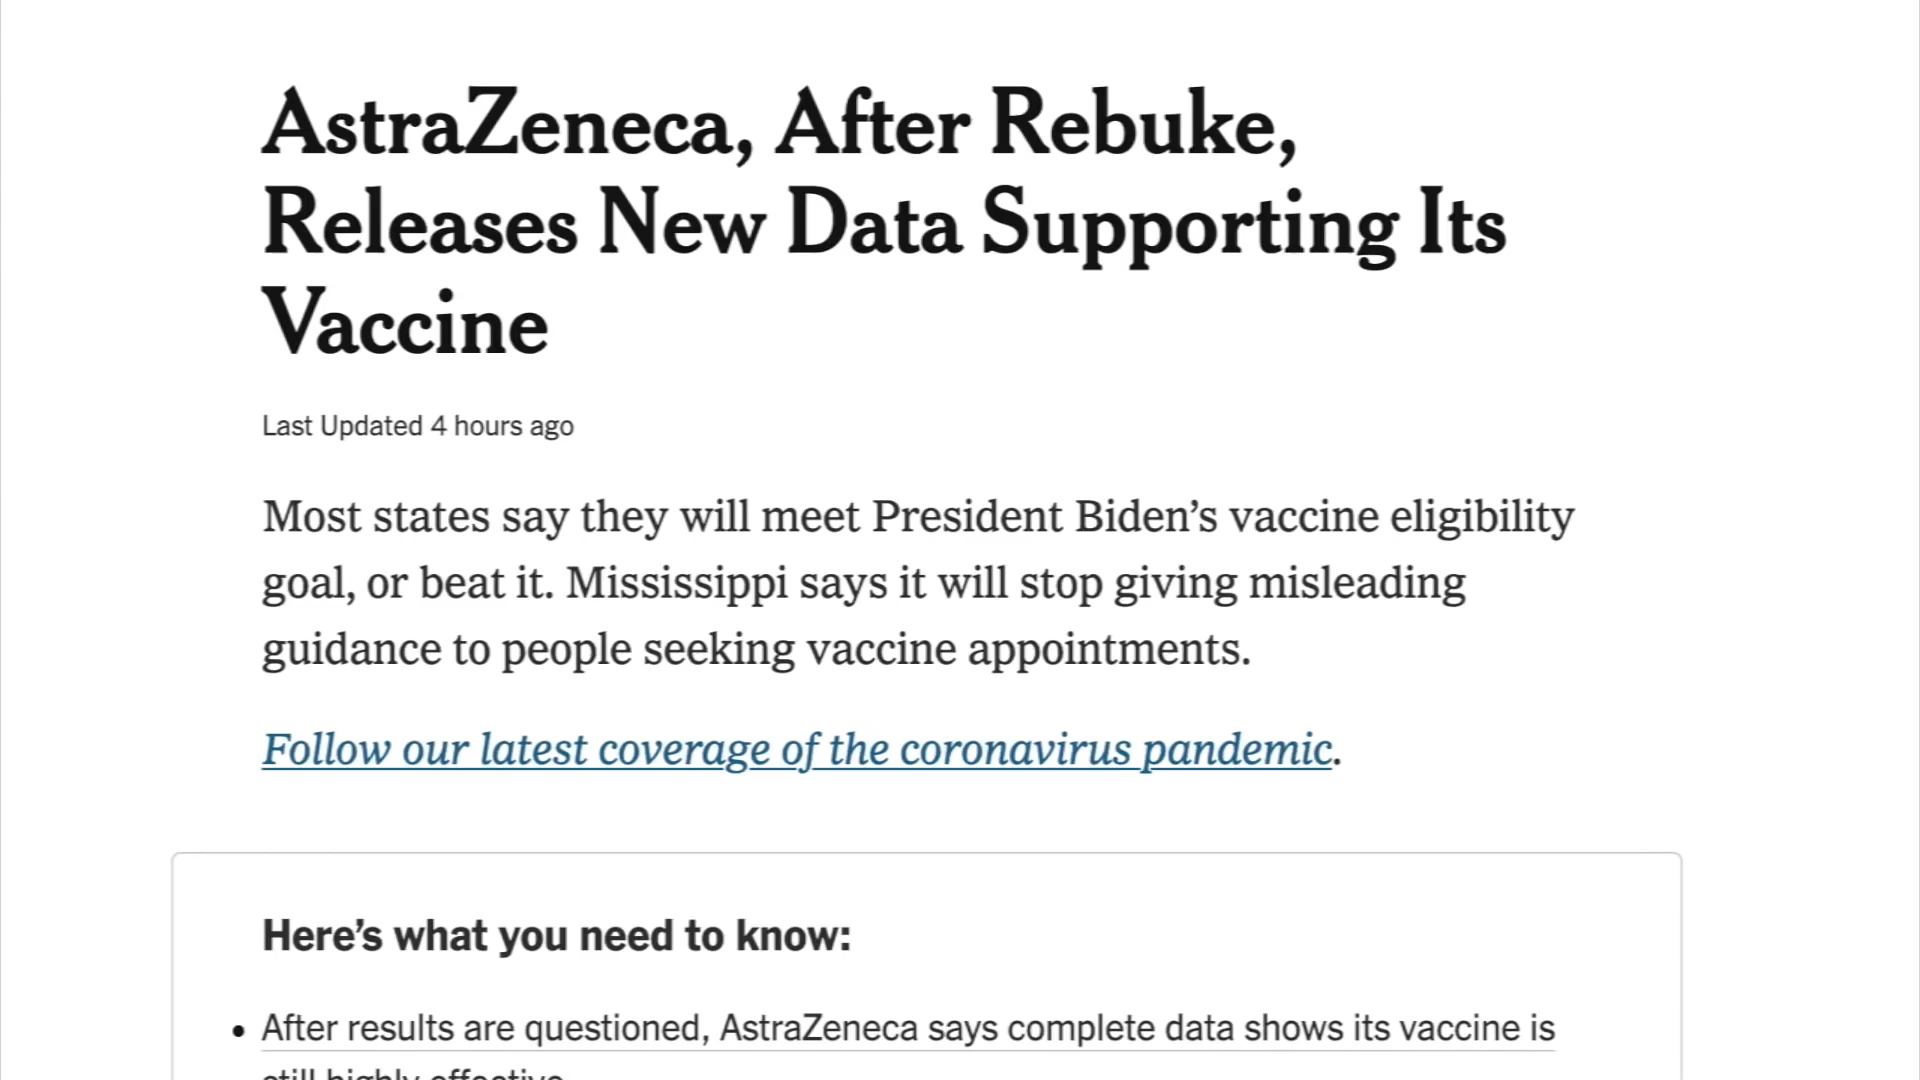 AstraZeneca, After Rebuke,
Releases New Data Supporting Its
Vaccine
Last Updated 4 hours ago
Most states say they will meet President Biden’s vaccine eligibility
goal, or beat it. Mississippi says it will stop giving misleading
guidance to people seeking vaccine appointments.
Follow our latest coverage of the coronavirus pandemic.
Here’s what you need to know:
• After results are questioned, AstraZeneca says complete data shows its vaccine is
still highly effective.